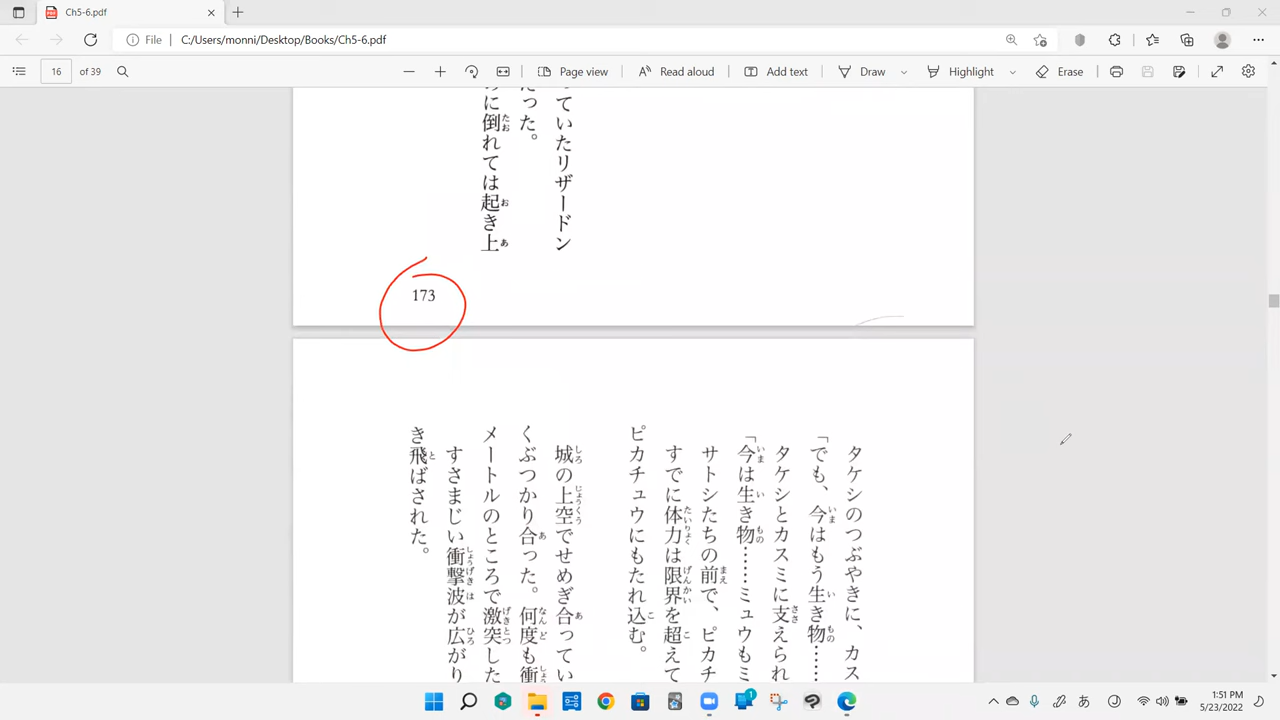 Ch5-6.pdf
File
C:/Users/monni/Desktop/Books/Ch5-6.pdf
16 of 39
Page view
Read aloud
Add text
Draw
Highlight
Erase
っていたリザードン
だった。
に倒れては起き上
173
タケシのつぶやきに、カス
「でも、今はもう生き物……
タケシとカスミに支えられ
「今は生き物……ミュウもミ
サトシたちの前で、ピカチ
すでに体力は限界を超えて
ピカチュウにもたれ込む。
城の上空でせめぎ合ってい
くぶつかり合った。何度も衝
メートルのところで激突した
すさまじい衝撃波が広がり
き飛ばされた。
1
あ
1:51 PM
5/23/2022